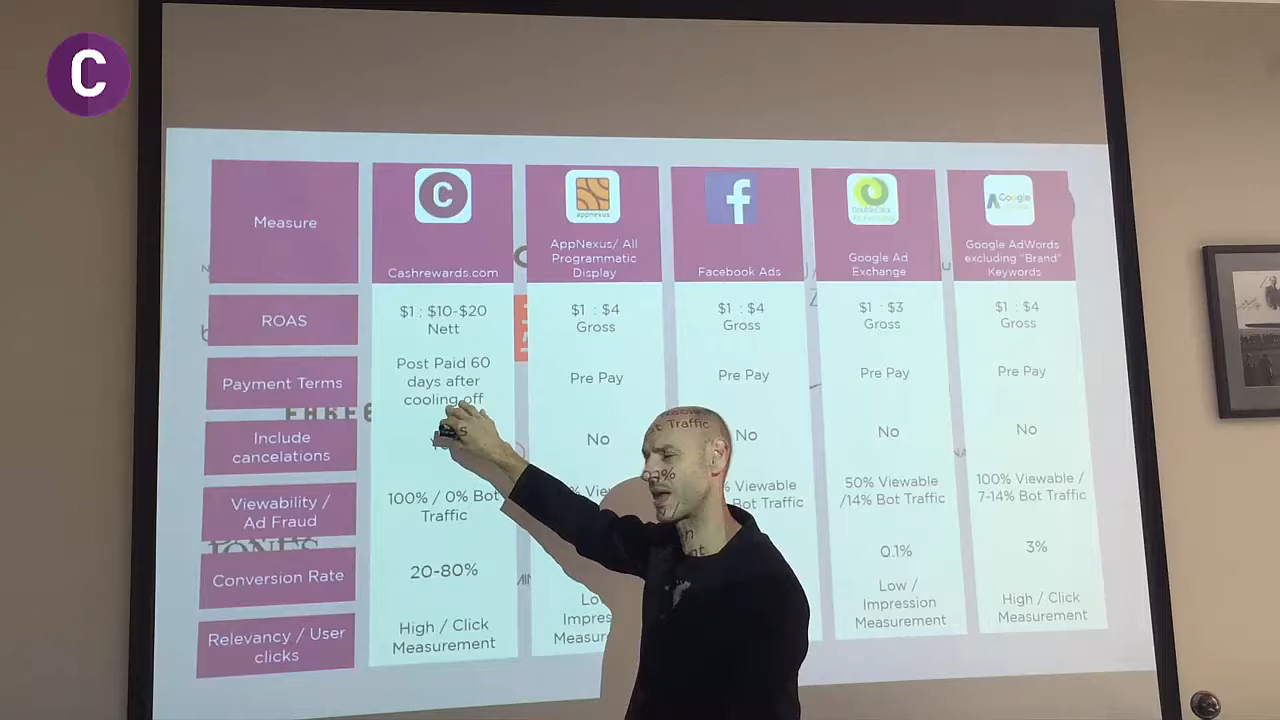 C
Measure
C
Cashrewards.com
appnexus
AppNexus/ All
Programmatic
Display
f
Facebook Ads
DoubleClick
Google Ad
Exchange
Google
Google AdWords
excluding "Brand"
Keywords
ROAS
$1 : $10-$20
Nett
$1 : $4
Gross
$1 : $4
Gross
$1 : $3
Gross
$1 : $4
Gross
Payment Terms
Post Paid 60
days after
cooling off
Pre Pay
Pre Pay
Pre Pay
Pre Pay
Include
cancelations
No
No
No
No
Viewability /
Ad Fraud
100% / 0% Bot
Traffic
Viewable
Bot Traffic
50% Viewable
/14% Bot Traffic
100% Viewable /
7-14% Bot Traffic
Conversion Rate
20-80%
0.1%
3%
Relevancy / User
clicks
High / Click
Measurement
Low /
Impression
Measurement
High / Click
Measurement